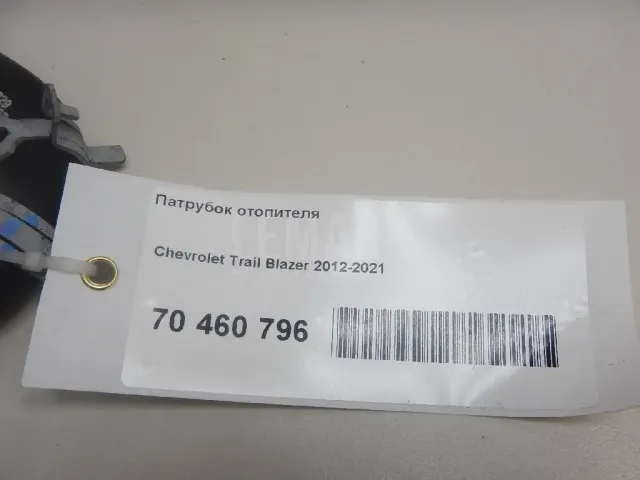 Патрубок отопителя
Chevrolet Trail Blazer 2012-2021
70 460 796